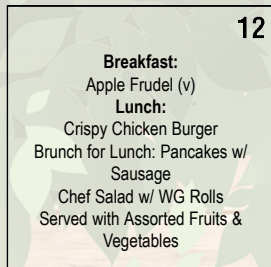 12
Breakfast:
Apple Frudel (v)
Lunch:
Crispy Chicken Burger
Brunch for Lunch: Pancakes w/
Sausage
Chef Salad w/ WG Rolls
Served with Assorted Fruits &
Vegetables